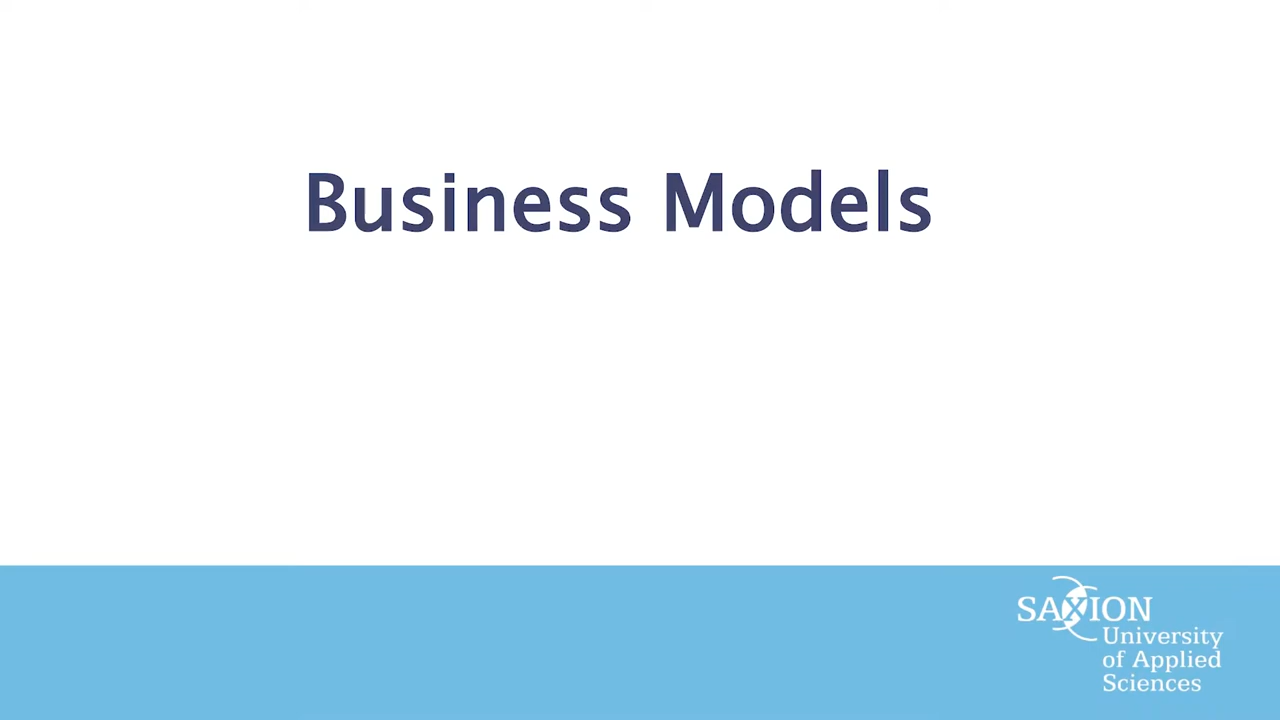 Business Models
SAXION
University
of Applied
Sciences